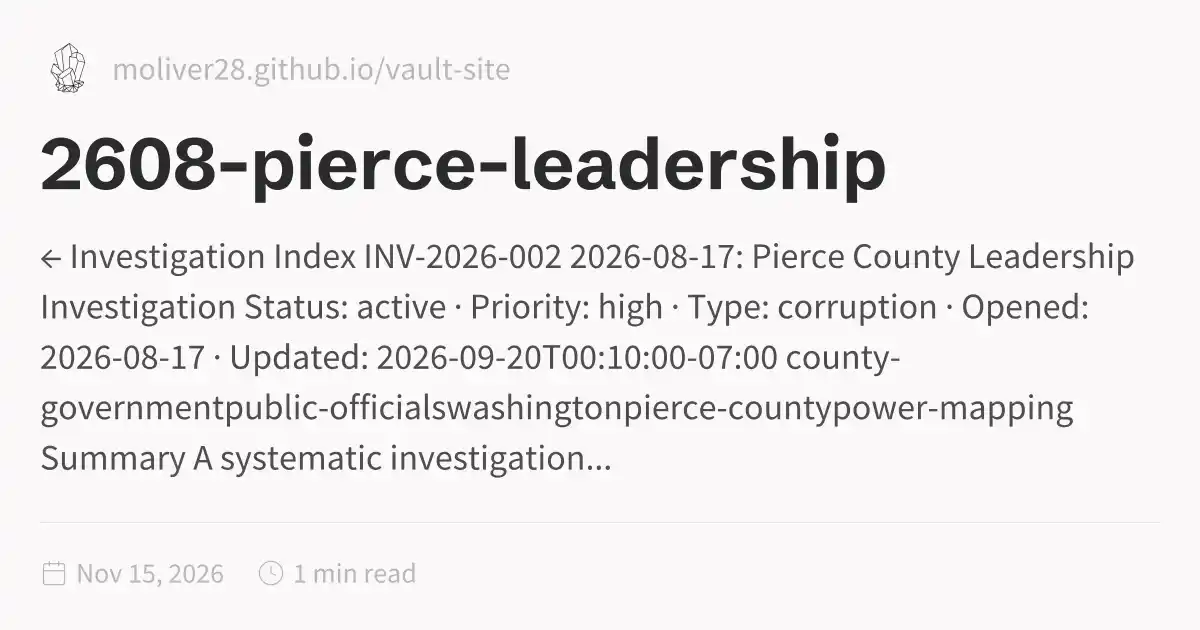 moliver28.github.io/vault-site
2608-pierce-leadership
← Investigation Index INV-2026-002 2026-08-17: Pierce County Leadership
Investigation Status: active · Priority: high · Type: corruption · Opened:
2026-08-17 · Updated: 2026-09-20T00:10:00-07:00 county-
governmentpublic-officialswashingtonpierce-countypower-mapping
Summary A systematic investigation...
Nov 15, 2026 1 min read